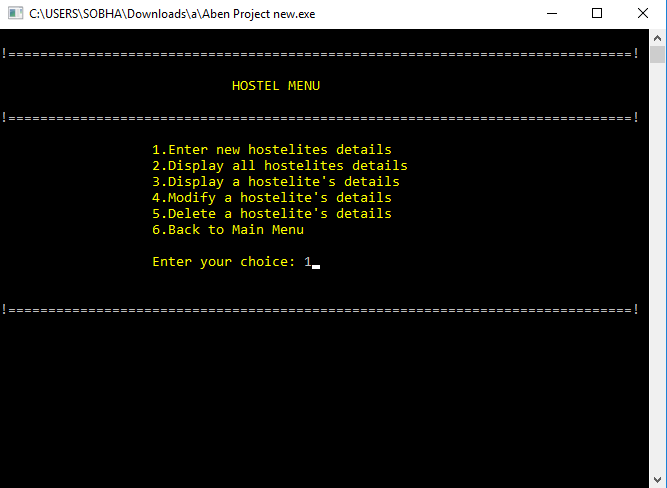 C:\USERS\SOBHA\Downloads\a\Aben Project new.exe
!==============================================================================!
HOSTEL MENU
!==============================================================================!
1.Enter new hostelites details
2.Display all hostelites details
3.Display a hostelite's details
4.Modify a hostelite's details
5.Delete a hostelite's details
6.Back to Main Menu
Enter your choice: 1
!==============================================================================!